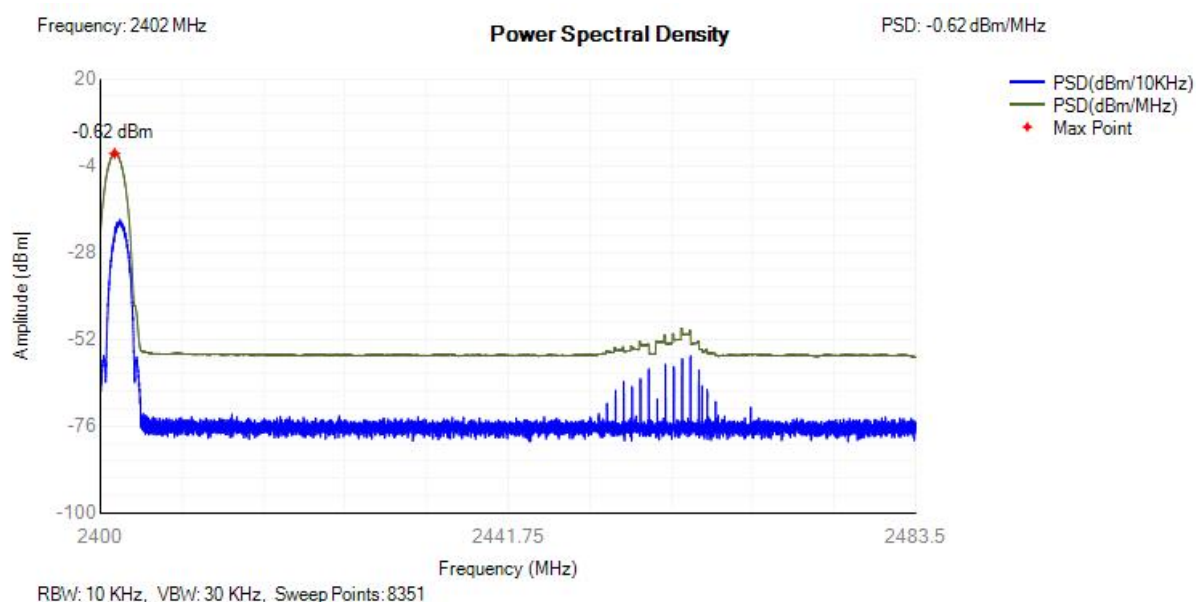 Frequency: 2402 MHz
Power Spectral Density
PSD: -0.62 dBm/MHz
PSD(dBm/10KHz)
PSD(dBm/MHz)
Max Point
-0.62 dBm
20
-4
-28
-52
-76
-100
Amplitude (dBm)
2400
2441.75
2483.5
Frequency (MHz)
RBW: 10 KHz, VBW: 30 KHz, Sweep Points:8351